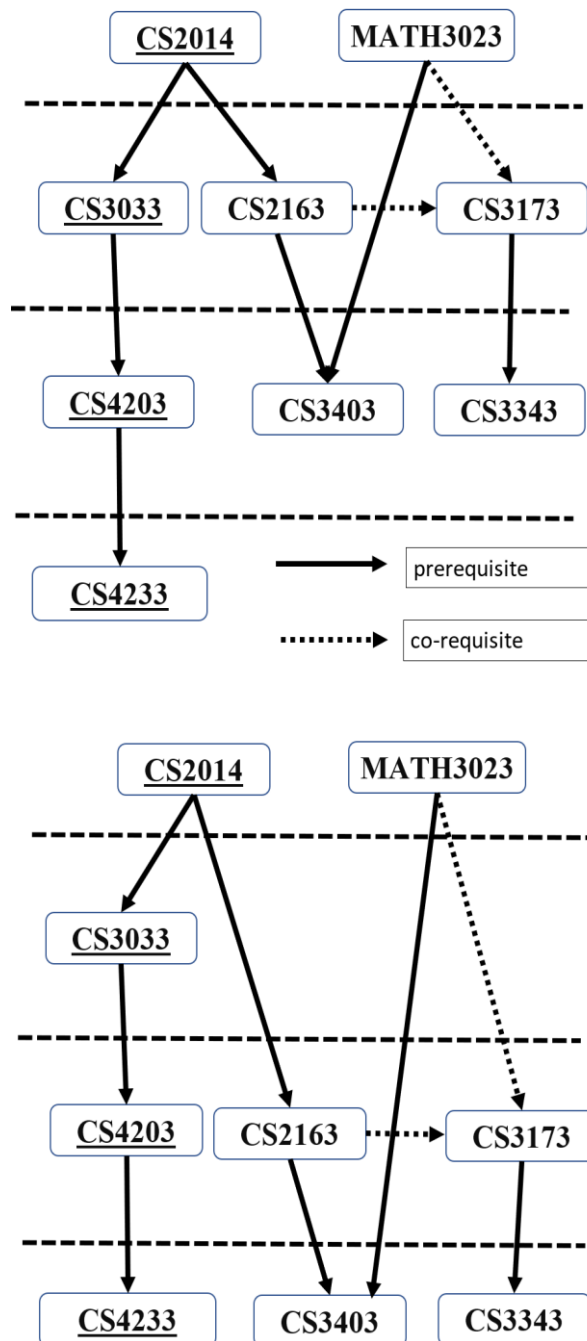 CS2014 MATH3023
CS3033 CS2163 CS3173
CS4203 CS3403 CS3343
prerequisite
CS4233
co-requisite
CS2014 MATH3023
CS3033
CS4203 CS2163 CS3173
CS4233 CS3403 CS3343